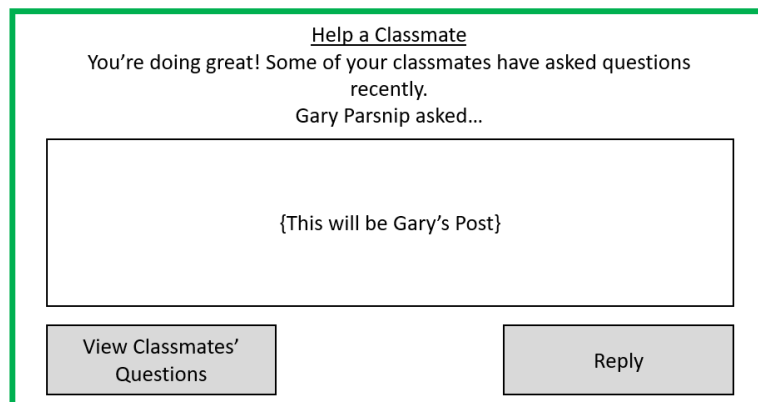 Help a Classmate
You’re doing great! Some of your classmates have asked questions
recently.
Gary Parsnip asked…
{This will be Gary’s Post}
View Classmates’
Questions
Reply